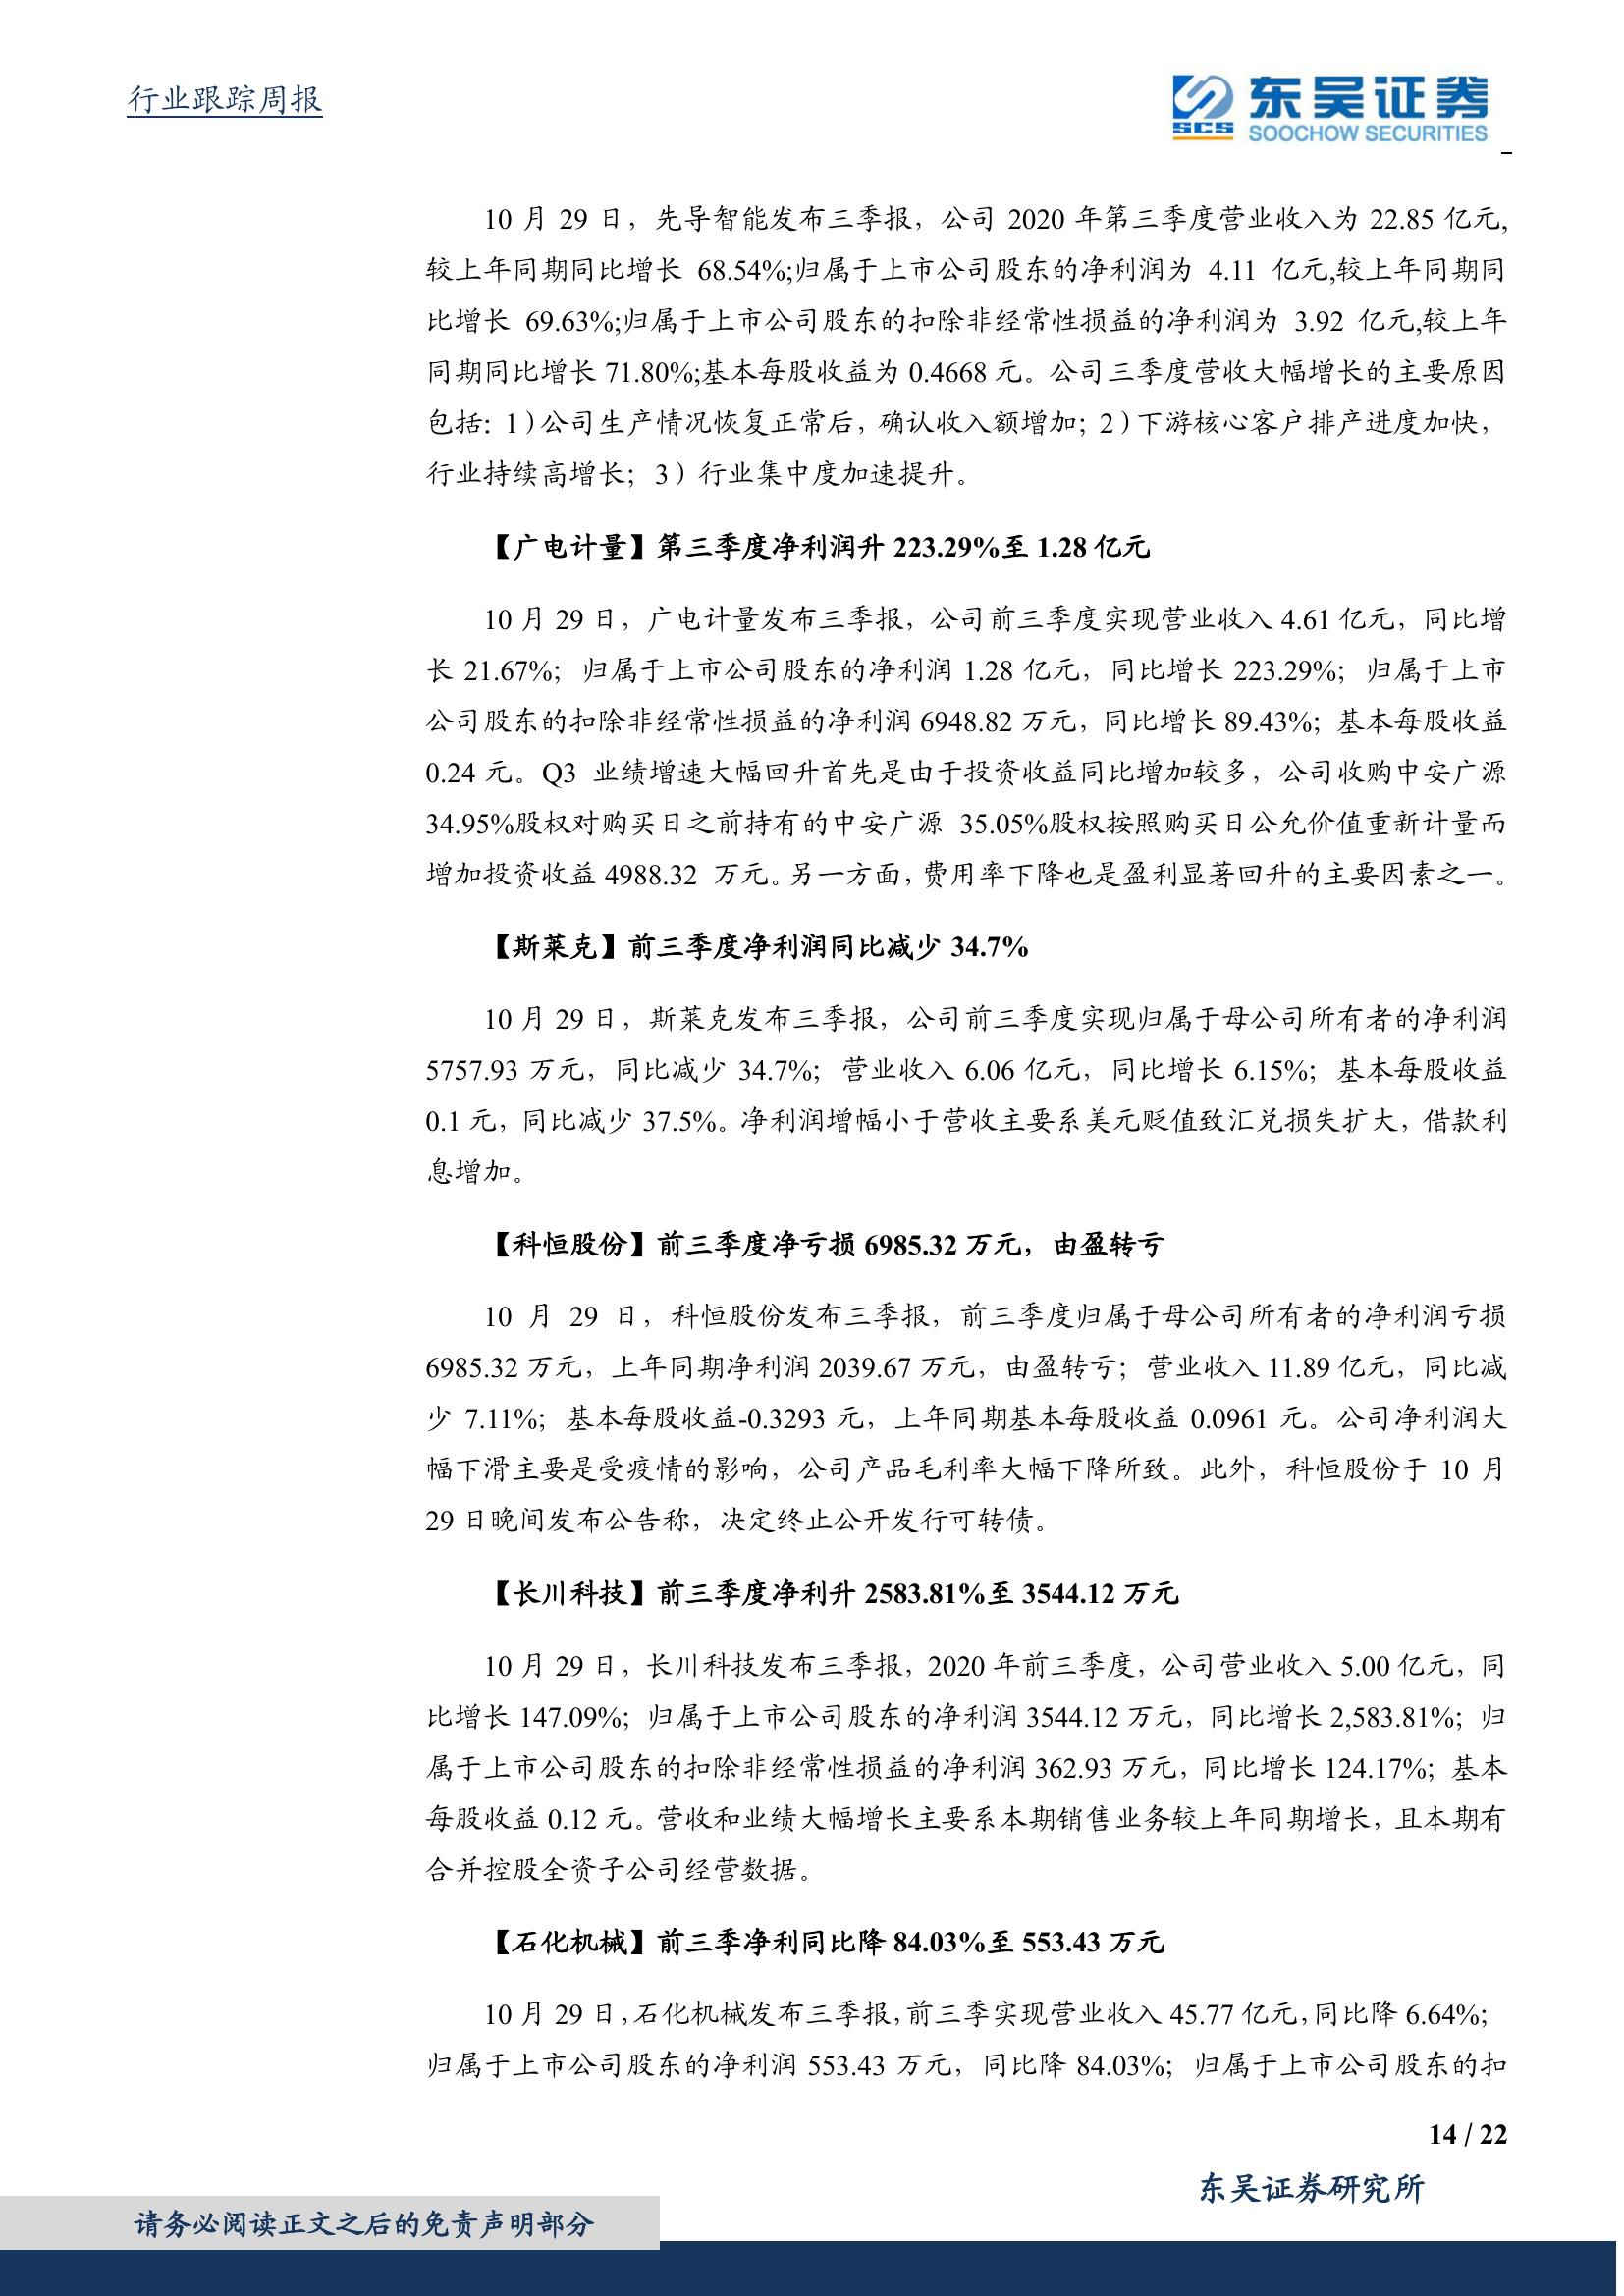 行业跟踪周报
SCS 东吴证券
SOOCHOW SECURITIES
10 月 29 日，先导智能发布三季报，公司 2020 年第三季度营业收入为 22.85 亿元,
较上年同期同比增长 68.54%;归属于上市公司股东的净利润为 4.11 亿元,较上年同期同
比增长 69.63%;归属于上市公司股东的扣除非经常性损益的净利润为 3.92 亿元,较上年
同期同比增长 71.80%;基本每股收益为 0.4668 元。公司三季度营收大幅增长的主要原因
包括：1）公司生产情况恢复正常后，确认收入额增加；2）下游核心客户排产进度加快，
行业持续高增长；3）行业集中度加速提升。
【广电计量】第三季度净利润升 223.29%至 1.28 亿元
10 月 29 日，广电计量发布三季报，公司前三季度实现营业收入 4.61 亿元，同比增
长 21.67%；归属于上市公司股东的净利润 1.28 亿元，同比增长 223.29%；归属于上市
公司股东的扣除非经常性损益的净利润 6948.82 万元，同比增长 89.43%；基本每股收益
0.24 元。Q3 业绩增速大幅回升首先是由于投资收益同比增加较多，公司收购中安广源
34.95%股权对购买日之前持有的中安广源 35.05%股权按照购买日公允价值重新计量而
增加投资收益 4988.32 万元。另一方面，费用率下降也是盈利显著回升的主要因素之一。
【斯莱克】前三季度净利润同比减少 34.7%
10 月 29 日，斯莱克发布三季报，公司前三季度实现归属于母公司所有者的净利润
5757.93 万元，同比减少 34.7%；营业收入 6.06 亿元，同比增长 6.15%；基本每股收益
0.1 元，同比减少 37.5%。净利润增幅小于营收主要系美元贬值致汇兑损失扩大，借款利
息增加。
【科恒股份】前三季度净亏损 6985.32 万元，由盈转亏
10 月 29 日，科恒股份发布三季报，前三季度归属于母公司所有者的净利润亏损
6985.32 万元，上年同期净利润 2039.67 万元，由盈转亏；营业收入 11.89 亿元，同比减
少 7.11%；基本每股收益-0.3293 元，上年同期基本每股收益 0.0961 元。公司净利润大
幅下滑主要是受疫情的影响，公司产品毛利率大幅下降所致。此外，科恒股份于 10 月
29 日晚间发布公告称，决定终止公开发行可转债。
【长川科技】前三季度净利升 2583.81%至 3544.12 万元
10 月 29 日，长川科技发布三季报，2020 年前三季度，公司营业收入 5.00 亿元，同
比增长 147.09%；归属于上市公司股东的净利润 3544.12 万元，同比增长 2,583.81%；归
属于上市公司股东的扣除非经常性损益的净利润 362.93 万元，同比增长 124.17%；基本
每股收益 0.12 元。营收和业绩大幅增长主要系本期销售业务较上年同期增长，且本期有
合并控股全资子公司经营数据。
【石化机械】前三季净利同比降 84.03%至 553.43 万元
10 月 29 日，石化机械发布三季报，前三季实现营业收入 45.77 亿元，同比降 6.64%；
归属于上市公司股东的净利润 553.43 万元，同比降 84.03%；归属于上市公司股东的扣
14 / 22
东吴证券研究所
请务必阅读正文之后的免责声明部分